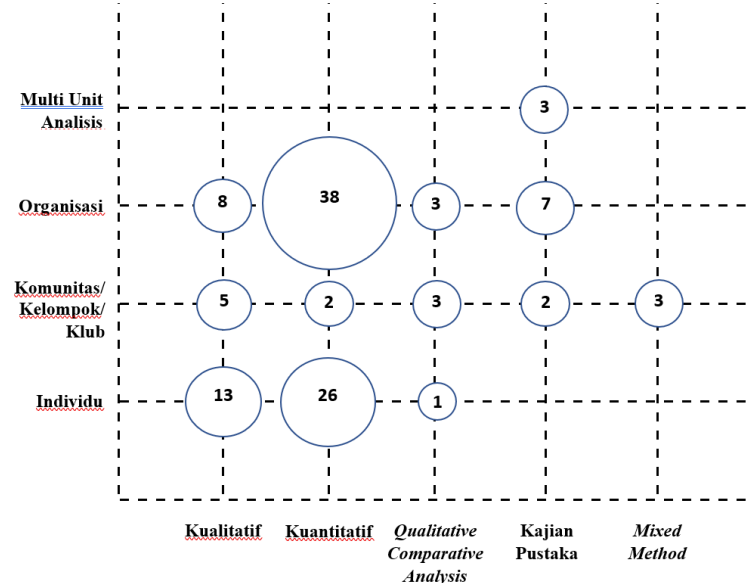 Multi Unit
Analisis
3
Organisasi
8
38
3
7
Komunitas/
Kelompok/
Klub
5
2
3
2
3
Individu
13
26
1
Kualitatif
Kuantitatif
Qualitative
Comparative
Analysis
Kajian
Pustaka
Mixed
Method